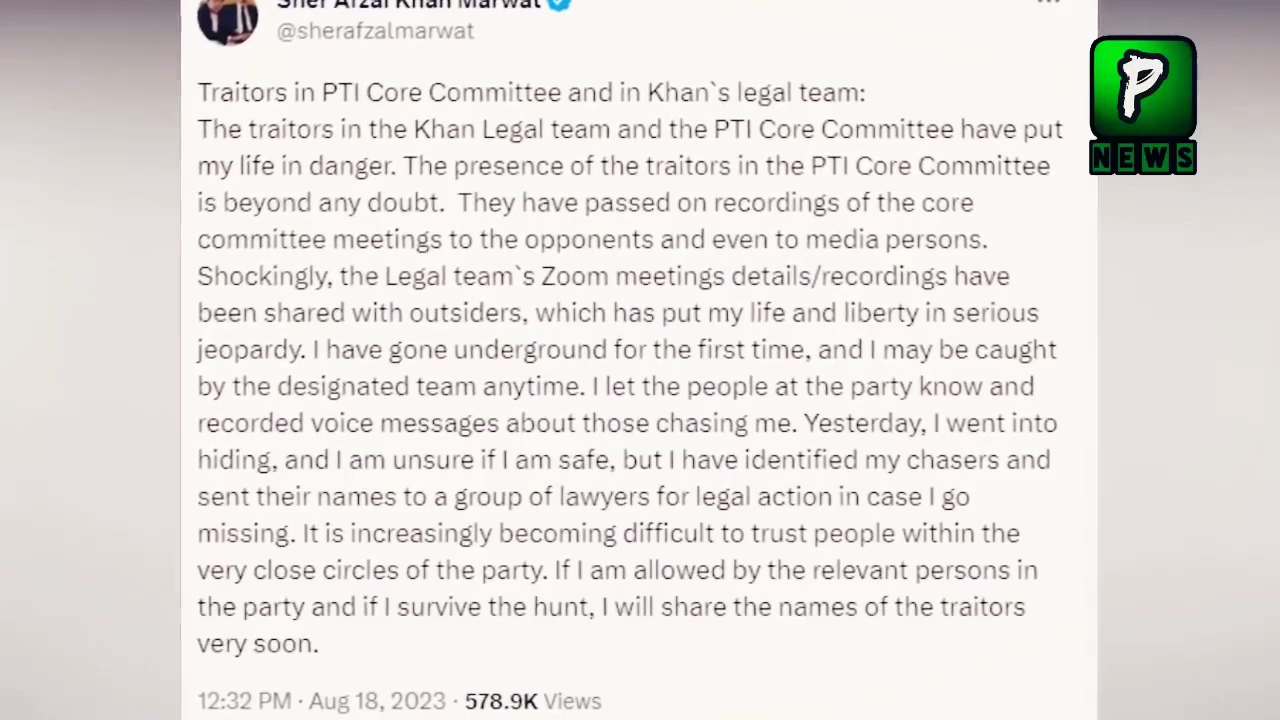 Sher Afzal Khan Marwat
@sherafzalmarwat
Traitors in PTI Core Committee and in Khan`s legal team:
The traitors in the Khan Legal team and the PTI Core Committee have put
my life in danger. The presence of the traitors in the PTI Core Committee
is beyond any doubt.  They have passed on recordings of the core
committee meetings to the opponents and even to media persons.
Shockingly, the Legal team`s Zoom meetings details/recordings have
been shared with outsiders, which has put my life and liberty in serious
jeopardy. I have gone underground for the first time, and I may be caught
by the designated team anytime. I let the people at the party know and
recorded voice messages about those chasing me. Yesterday, I went into
hiding, and I am unsure if I am safe, but I have identified my chasers and
sent their names to a group of lawyers for legal action in case I go
missing. It is increasingly becoming difficult to trust people within the
very close circles of the party. If I am allowed by the relevant persons in
the party and if I survive the hunt, I will share the names of the traitors
very soon.
12:32 PM · Aug 18, 2023 · 578.9K Views
P
NEWS